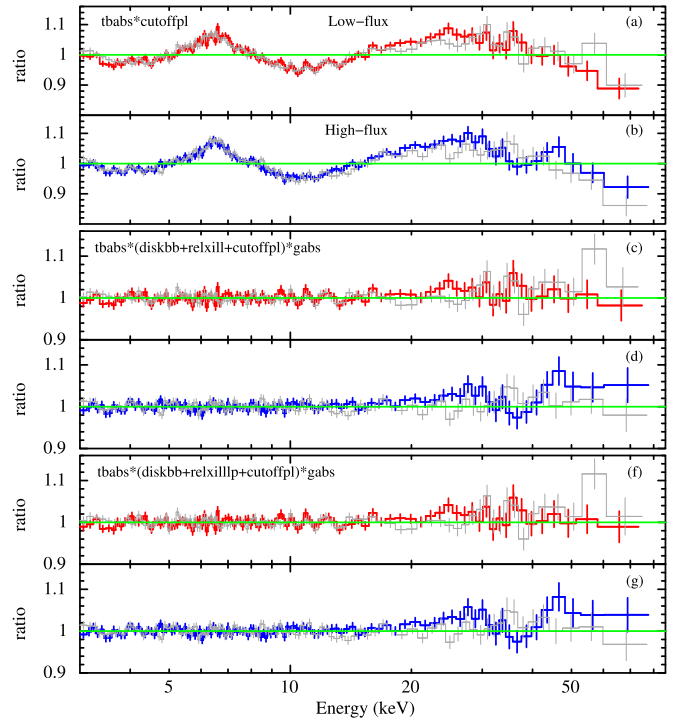 tbabs*cutoffpl Low−flux (a)
ratio
1.1
1
0.9
High−flux (b)
ratio
1.1
1
0.9
tbabs*(diskbb+relxill+cutoffpl)*gabs (c)
ratio
1.1
1
0.9
(d)
ratio
1.1
1
0.9
tbabs*(diskbb+relxilllp+cutoffpl)*gabs (f)
ratio
1.1
1
0.9
(g)
ratio
1.1
1
0.9
5 10 20 50
Energy (keV)